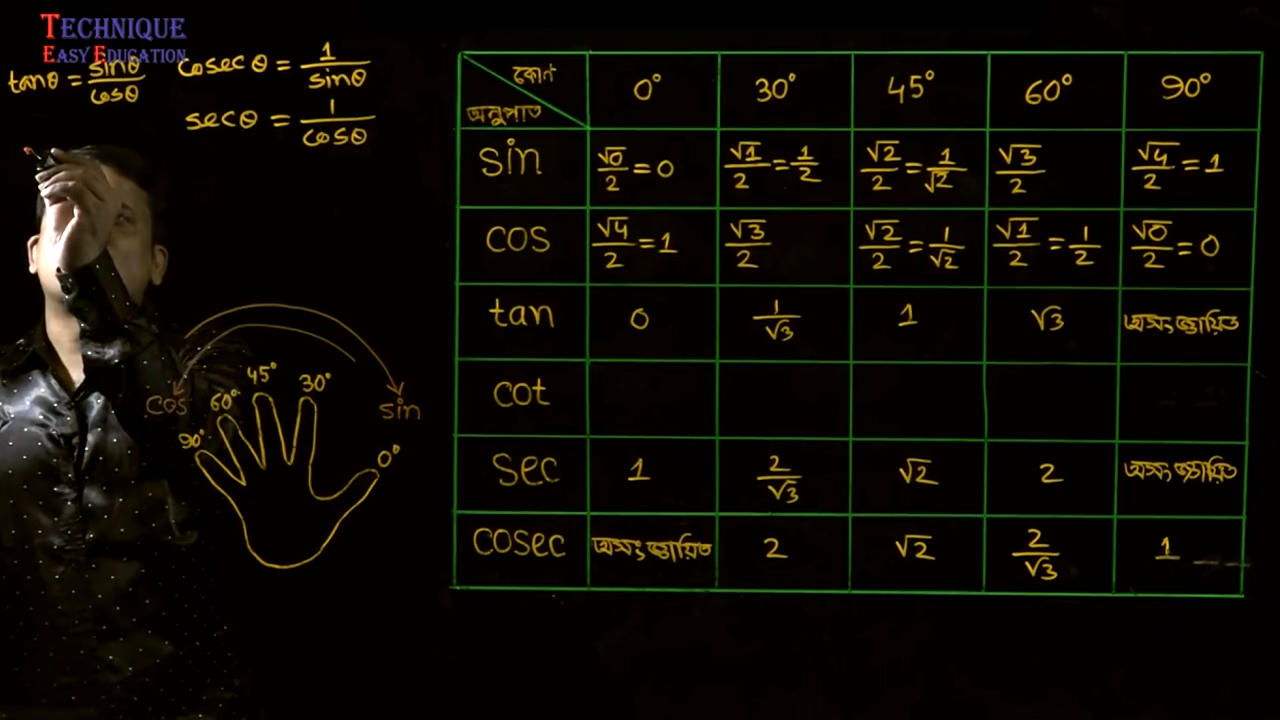 TECHNIQUE
EASY EDUCATION
tanθ = sinθ/cosθ
cosecθ = 1/sinθ
secθ = 1/cosθ
কোণ
অনুপাত
0° 30° 45° 60° 90°
sin √0/2 = 0 √1/2 = 1/2 √2/2 = 1/√2 √3/2 √4/2 = 1
cos √4/2 = 1 √3/2 √2/2 = 1/√2 √1/2 = 1/2 √0/2 = 0
tan 0 1/√3 1 √3 অসংজ্ঞায়িত
cot
sec 1 2/√3 √2 2 অসংজ্ঞায়িত
cosec অসংজ্ঞায়িত 2 √2 2/√3 1
cos sin
90° 60° 45° 30° 0°